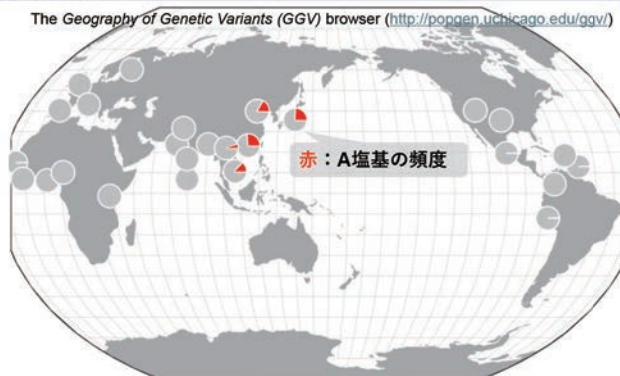 The Geography of Genetic Variants (GGV) browser (http://popgen.uchicago.edu/ggv/)
赤：A塩基の頻度